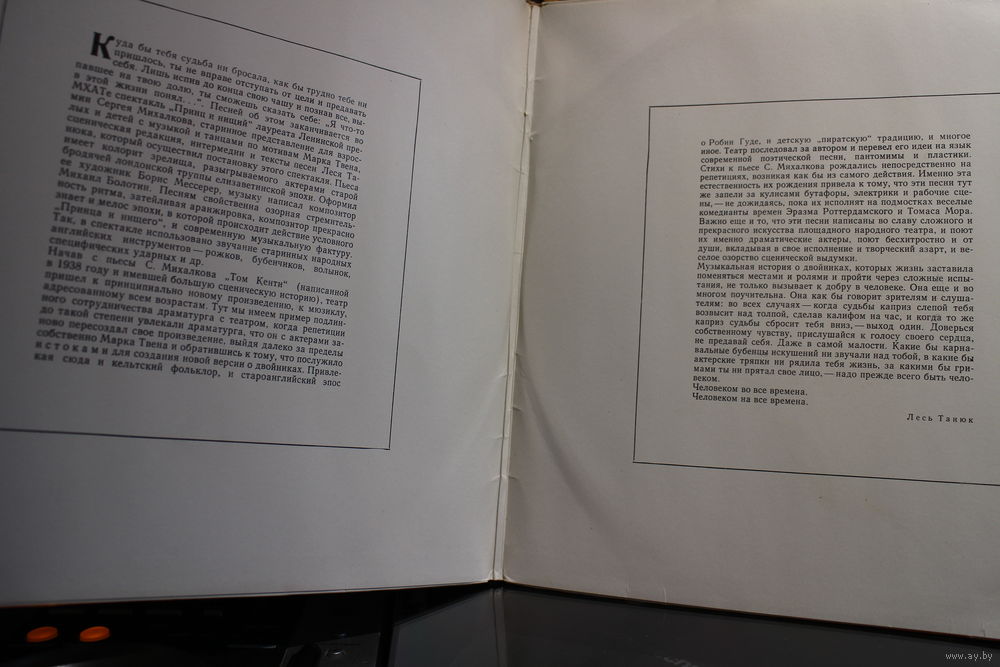 Куда бы тебя судьба ни бросала, как бы трудно тебе ни
пришлось, ты не вправе отступать от цели и предавать
себя. Лишь испив до конца свою чашу и познав все, вы-
павшее на твою долю, ты сможешь сказать себе: „Я что-то
в этой жизни понял...". Песней об этом заканчивается во
МХАТе спектакль „Принц и нищий" лауреата Ленинской пре-
мии Сергея Михалкова, старинное представление для взрос-
лых и детей с музыкой и танцами по мотивам Марка Твена,
сценическая редакция, интермедии и тексты песен Леся Та-
нюка, который осуществил постановку этого спектакля. Пьеса
имеет колорит зрелища, разыгрываемого актерами старой
бродячей лондонской труппы елизаветинской эпохи. Оформил
ее художник Борис Мессерер, музыку написал композитор
Михаил Болотин. Песням свойственна озорная стремитель-
ность ритма, затейливая аранжировка, композитор прекрасно
знает и мелос эпохи, в которой происходит действие условного
„Принца и нищего", и современную музыкальную фактуру.
Так, в спектакле использовано звучание старинных народных
английских инструментов — рожков, бубенчиков, волынок,
специфических ударных и др.
Начав с пьесы С. Михалкова „Том Кенти" (написанной
в 1938 году и имевшей большую сценическую историю), театр
пришел к принципиально новому произведению, к мюзиклу,
адресованному всем возрастам. Тут мы имеем пример подлин-
ного сотрудничества драматурга с театром, когда репетиции
до такой степени увлекали драматурга, что он с актерами за-
ново пересоздал свое произведение, выйдя далеко за пределы
собственно Марка Твена и обратившись к тому, что послужило
истоками для создания новой версии о двойниках. Привле-
кая сюда и кельтский фольклор, и староанглийский эпос
о Робин Гуде, и детскую „пиратскую" традицию, и многое
иное. Театр последовал за автором и перевел его идеи на язык
современной поэтической песни, пантомимы и пластики.
Стихи к пьесе С. Михалкова рождались непосредственно на
репетициях, возникая как бы из самого действия. Именно эта
естественность их рождения привела к тому, что эти песни тут
же запели за кулисами бутафоры, электрики и рабочие сце-
ны, — не дожидаясь, пока их исполнят на подмостках веселые
комедианты времен Эразма Роттердамского и Томаса Мора.
Важно еще и то, что эти песни написаны во славу сложного и
прекрасного искусства площадного народного театра, и поют
их именно драматические актеры, поют бесхитростно и от
души, вкладывая в свое исполнение и творческий азарт, и ве-
селое озорство сценической выдумки.
Музыкальная история о двойниках, которых жизнь заставила
поменяться местами и ролями и пройти через сложные испы-
тания, не только вызывает к добру в человеке. Она еще и во
многом поучительна. Она как бы говорит зрителям и слуша-
телям: во всех случаях — когда судьбы каприз слепой тебя
возвысит над толпой, сделав калифом на час, и когда то же
каприз судьбы сбросит тебя вниз, — выход один. Доверься
собственному чувству, прислушайся к голосу своего сердца,
не предавай себя. Даже в самой малости. Какие бы карна-
вальные бубенцы искушений ни звучали над тобой, в какие бы
актерские тряпки ни рядила тебя жизнь, за какими бы гри-
мами ты ни прятал свое лицо, — надо прежде всего быть чело-
веком.
Человеком во все времена.
Человеком на все времена.
Лесь Танюк
www.ay.by